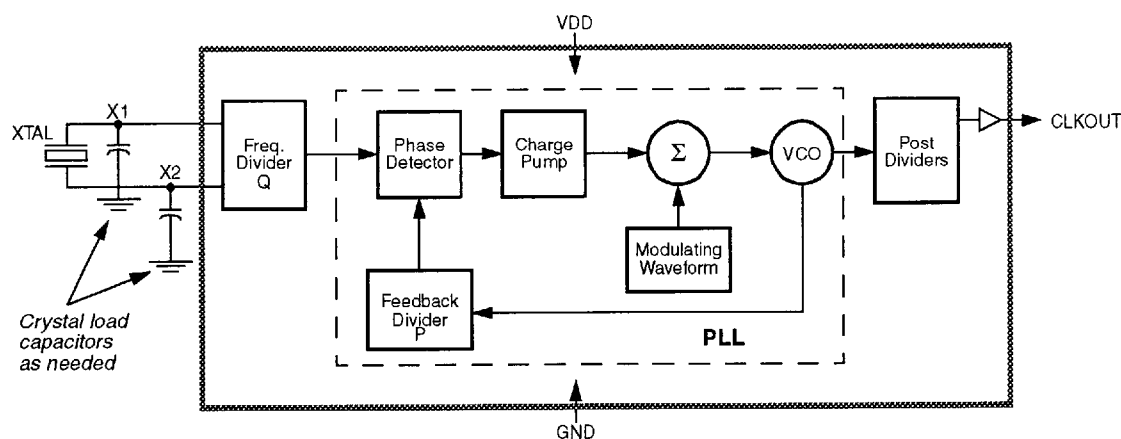 VDD
X1
XTAL
X2
Freq.
Divider
Q
Phase
Detector
Charge
Pump
Σ
VCO
Post
Dividers
CLKOUT
Modulating
Waveform
Feedback
Divider
P
PLL
Crystal load
capacitors
as needed
GND